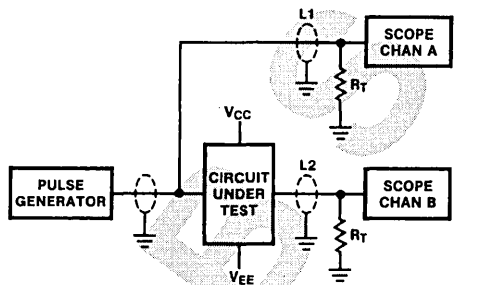 L1
SCOPE
CHAN A
RT
VCC
PULSE
GENERATOR
CIRCUIT
UNDER
TEST
L2
SCOPE
CHAN B
RT
VEE